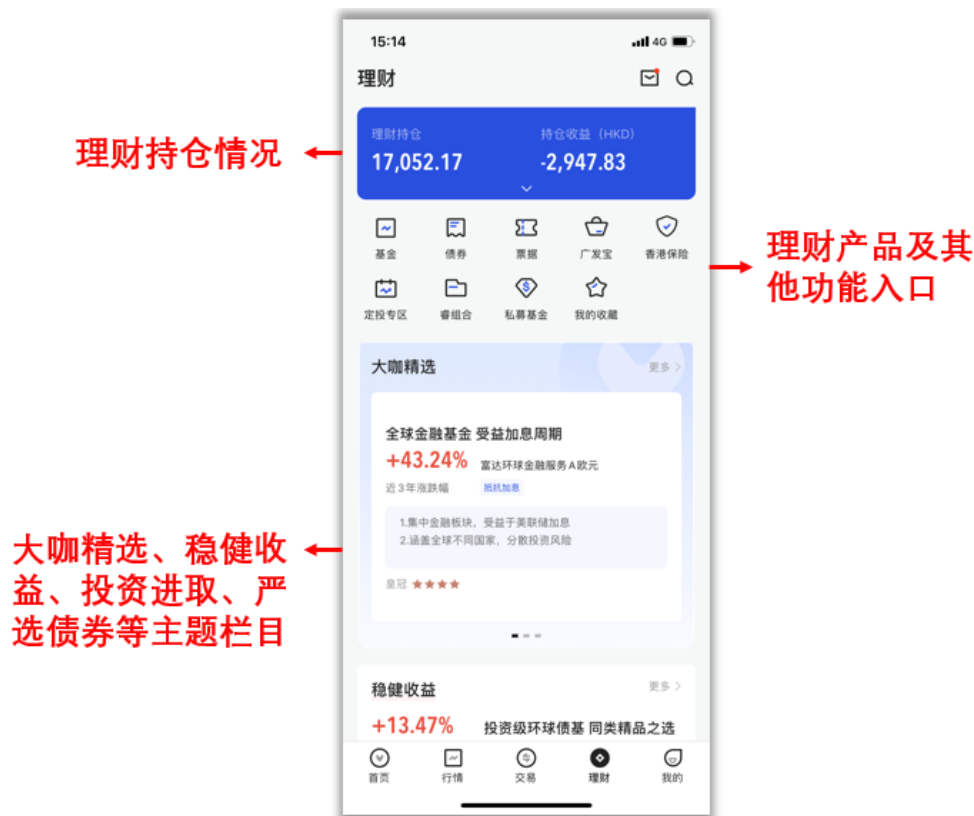 15:14
4G
理财
理财持仓
持仓收益（HKD）
17,052.17
-2,947.83
理财持仓情况
基金
债券
票据
广发宝
香港保险
定投专区
睿组合
私募基金
我的收藏
理财产品及其
他功能入口
大咖精选
更多
全球金融基金 受益加息周期
+43.24%
富达环球金融服务A欧元
近3年涨跌幅
抵抗加息
1.集中金融板块，受益于美联储加息
2.涵盖全球不同国家，分散投资风险
皇冠 ★★★★
大咖精选、稳健收
益、投资进取、严
选债券等主题栏目
稳健收益
更多
+13.47%
投资级环球债基 同类精品之选
首页
行情
交易
理财
我的